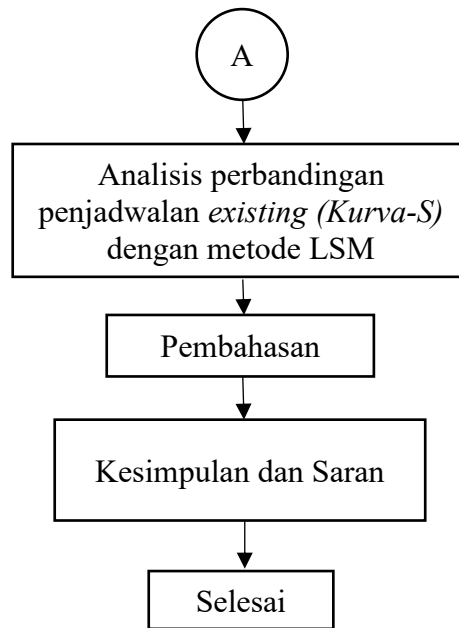 A
Analisis perbandingan
penjadwalan existing (Kurva-S)
dengan metode LSM
Pembahasan
Kesimpulan dan Saran
Selesai